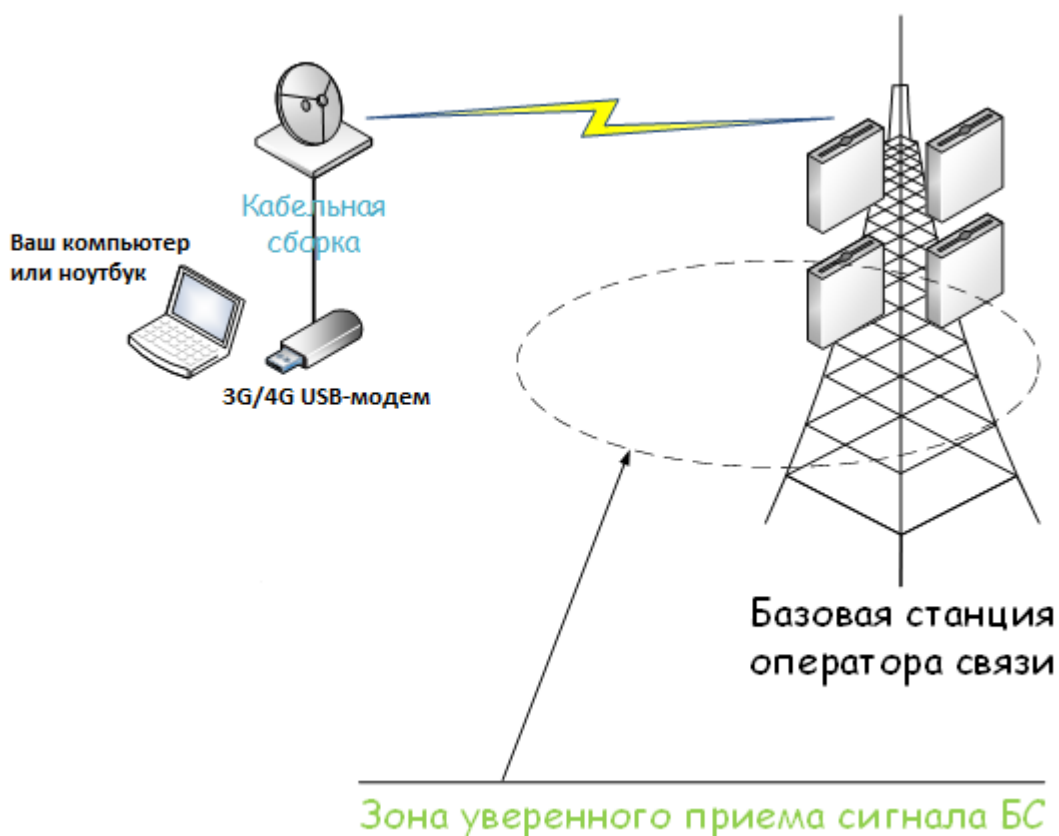 Кабельная
сборка
Ваш компьютер
или ноутбук
3G/4G USB-модем
Базовая станция
оператора связи
Зона уверенного приема сигнала БС